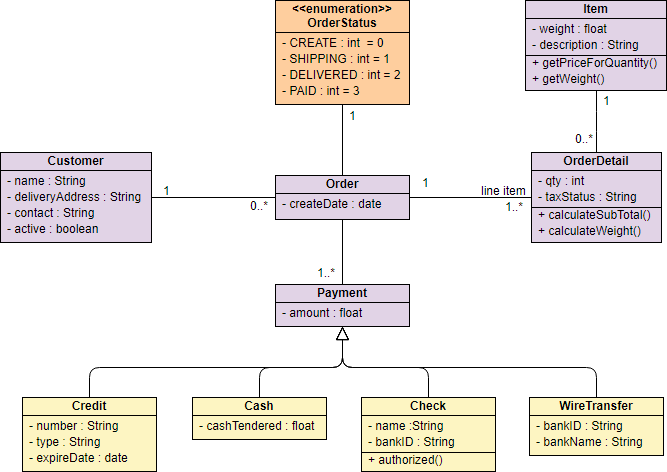 <<enumeration>>
OrderStatus
- CREATE : int  = 0
- SHIPPING : int = 1
- DELIVERED : int = 2
- PAID : int = 3
Item
- weight : float
- description : String
+ getPriceForQuantity()
+ getWeight()
1
1
0..*
Customer
- name : String
- deliveryAddress : String
- contact : String
- active : boolean
1
0..*
Order
- createDate : date
1
line item
1..*
OrderDetail
- qty : int
- taxStatus : String
+ calculateSubTotal()
+ calculateWeight()
1..*
Payment
- amount : float
Credit
- number : String
- type : String
- expireDate : date
Cash
- cashTendered : float
Check
- name :String
- bankID : String
+ authorized()
WireTransfer
- bankID : String
- bankName : String